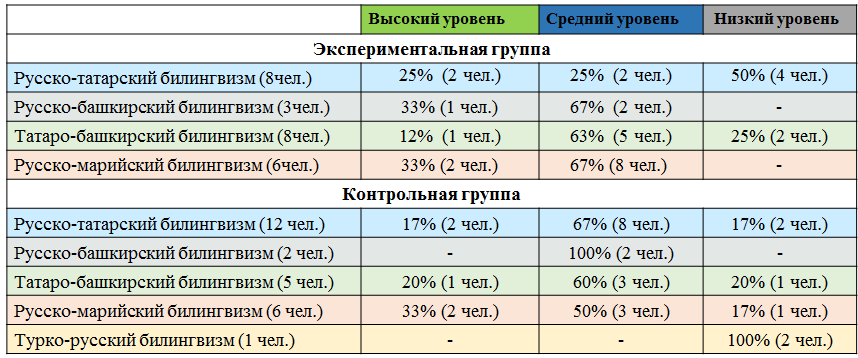 Высокий уровень Средний уровень Низкий уровень
Экспериментальная группа
Русско-татарский билингвизм (8чел.) 25% (2 чел.) 25% (2 чел.) 50% (4 чел.)
Русско-башкирский билингвизм (3чел.) 33% (1 чел.) 67% (2 чел.) -
Татаро-башкирский билингвизм (8чел.) 12% (1 чел.) 63% (5 чел.) 25% (2 чел.)
Русско-марийский билингвизм (6чел.) 33% (2 чел.) 67% (8 чел.) -
Контрольная группа
Русско-татарский билингвизм (12 чел.) 17% (2 чел.) 67% (8 чел.) 17% (2 чел.)
Русско-башкирский билингвизм (2 чел.) - 100% (2 чел.) -
Татаро-башкирский билингвизм (5 чел.) 20% (1 чел.) 60% (3 чел.) 20% (1 чел.)
Русско-марийский билингвизм (6 чел.) 33% (2 чел.) 50% (3 чел.) 17% (1 чел.)
Турко-русский билингвизм (1 чел.) - - 100% (2 чел.)